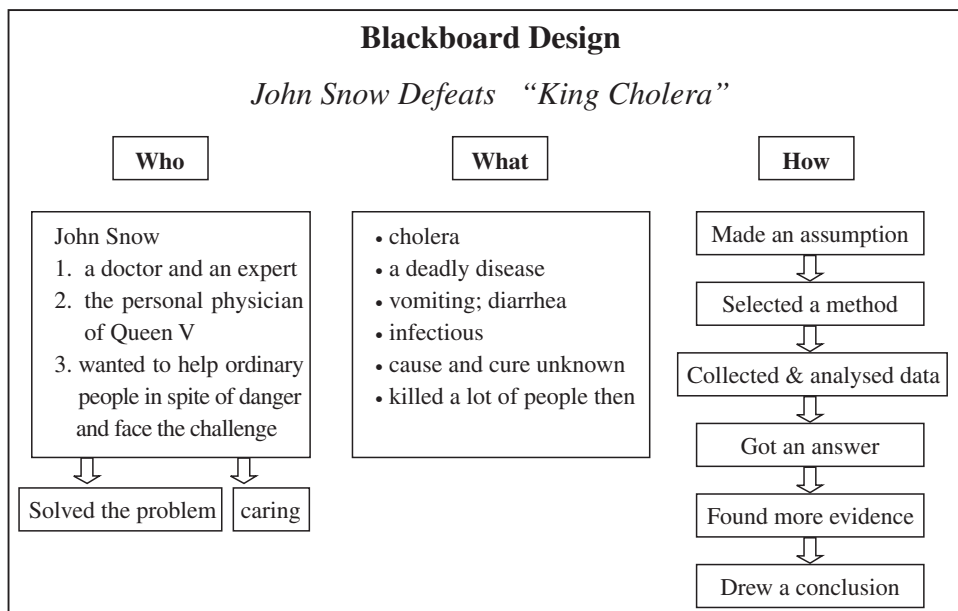 Blackboard Design
John Snow Defeats “King Cholera”
Who
John Snow
1. a doctor and an expert
2. the personal physician
of Queen V
3. wanted to help ordinary
people in spite of danger
and face the challenge
Solved the problem
caring
What
• cholera
• a deadly disease
• vomiting; diarrhea
• infectious
• cause and cure unknown
• killed a lot of people then
How
Made an assumption
Selected a method
Collected & analysed data
Got an answer
Found more evidence
Drew a conclusion